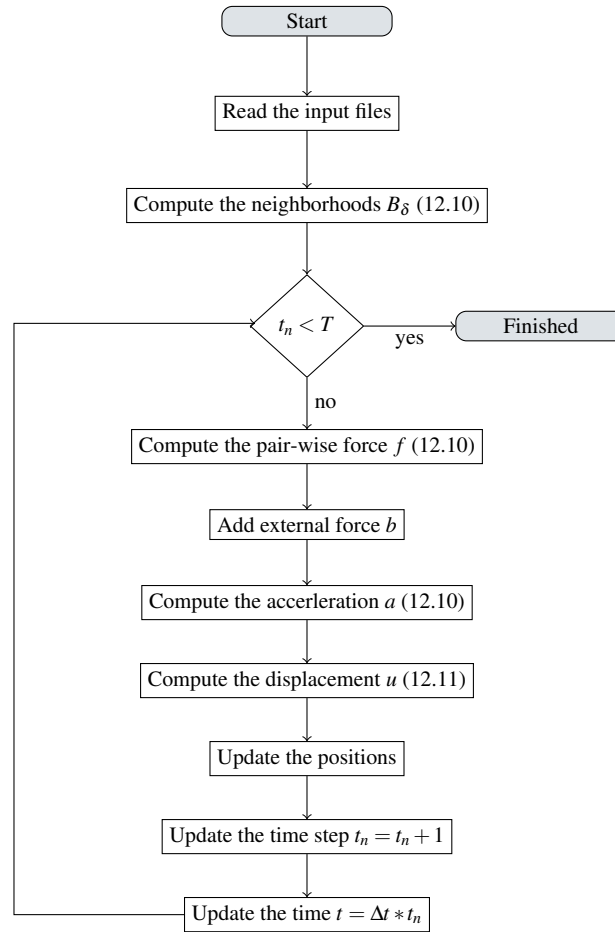 Start
Read the input files
Compute the neighborhoods B_δ (12.10)
t_n < T
yes
Finished
no
Compute the pair-wise force f (12.10)
Add external force b
Compute the accerleration a (12.10)
Compute the displacement u (12.11)
Update the positions
Update the time step t_n = t_n + 1
Update the time t = Δt * t_n